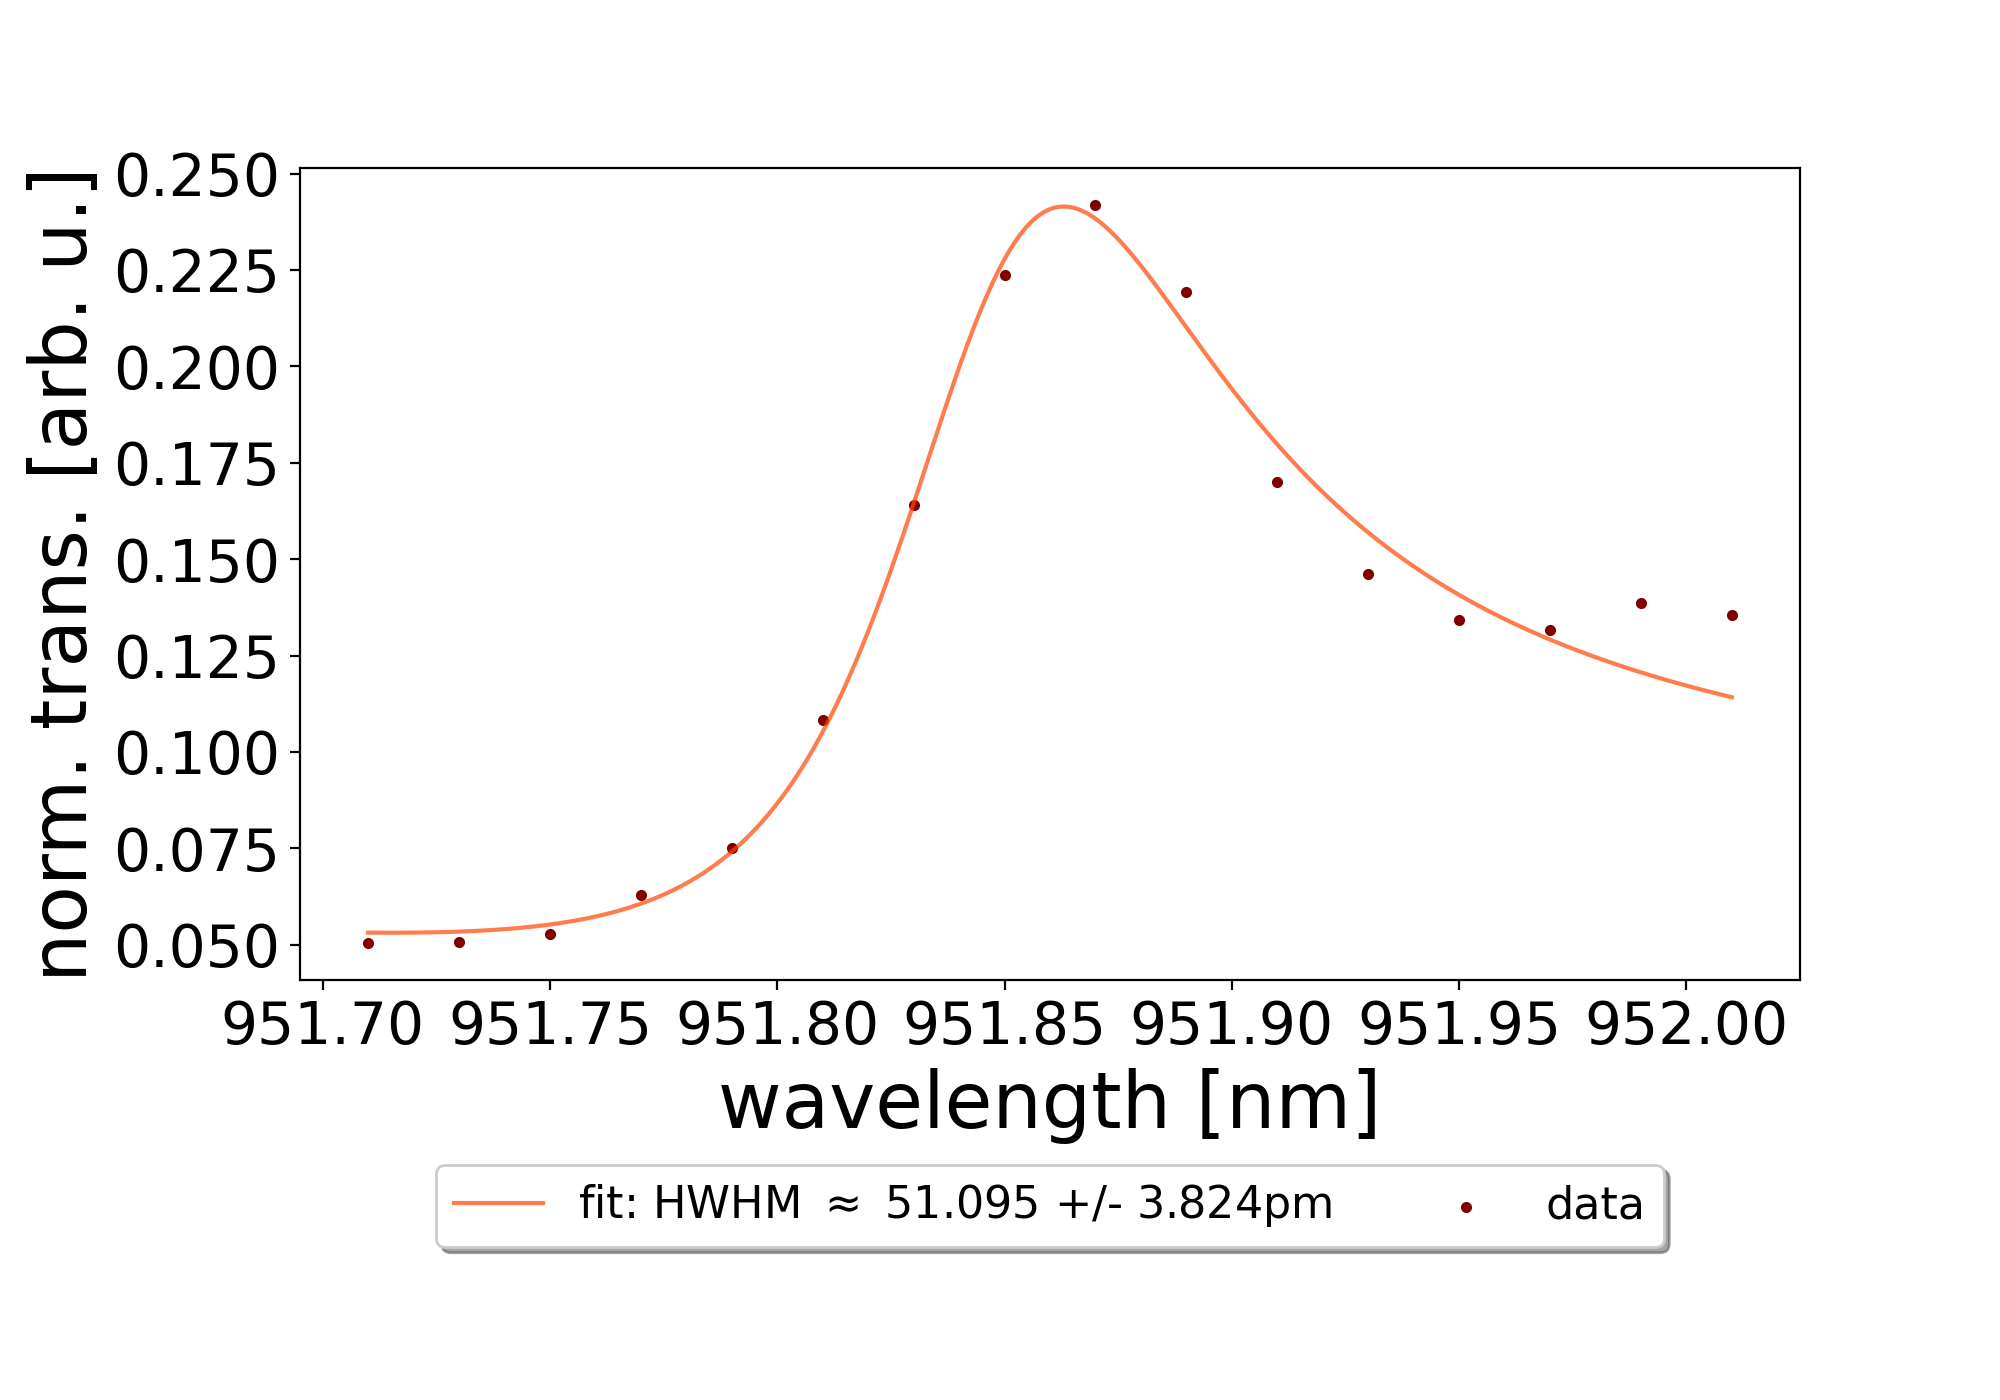 norm. trans. [arb. u.]
0.250
0.225
0.200
0.175
0.150
0.125
0.100
0.075
0.050
951.70 951.75 951.80 951.85 951.90 951.95 952.00
wavelength [nm]
fit: HWHM ≈ 51.095 +/- 3.824pm data